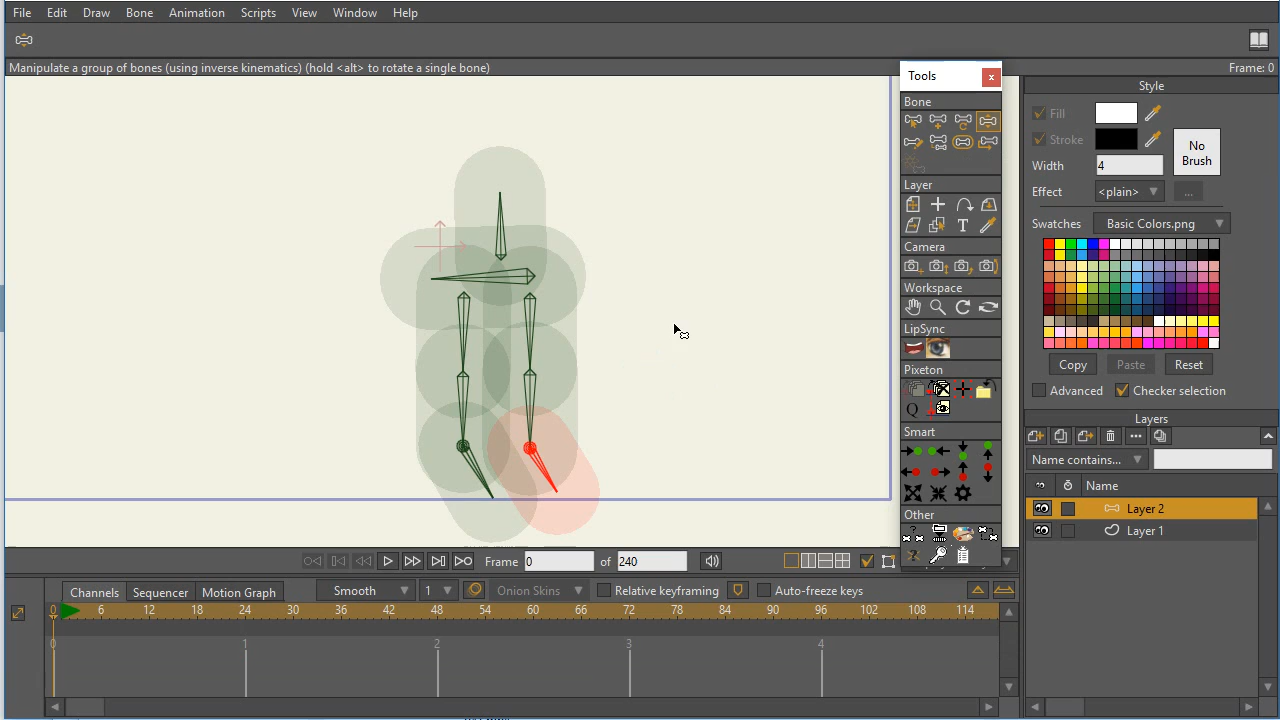 File Edit Draw Bone Animation Scripts View Window Help
Manipulate a group of bones (using inverse kinematics) (hold <alt> to rotate a single bone) Frame: 0
Tools x
Bone
Layer
T
Camera
Workspace
LipSync
Pixeton
Q
Smart
Other
Style
Fill
Stroke
No Brush
Width 4
Effect <plain> ...
Swatches Basic Colors.png
Copy Paste Reset
Advanced Checker selection
Layers
Name contains...
Name
Layer 2
Layer 1
Frame 0 of 240
Channels Sequencer Motion Graph Smooth 1 Onion Skins Relative keyframing Auto-freeze keys
0 6 12 18 24 30 36 42 48 54 60 66 72 78 84 90 96 102 108 114
0 1 2 3 4